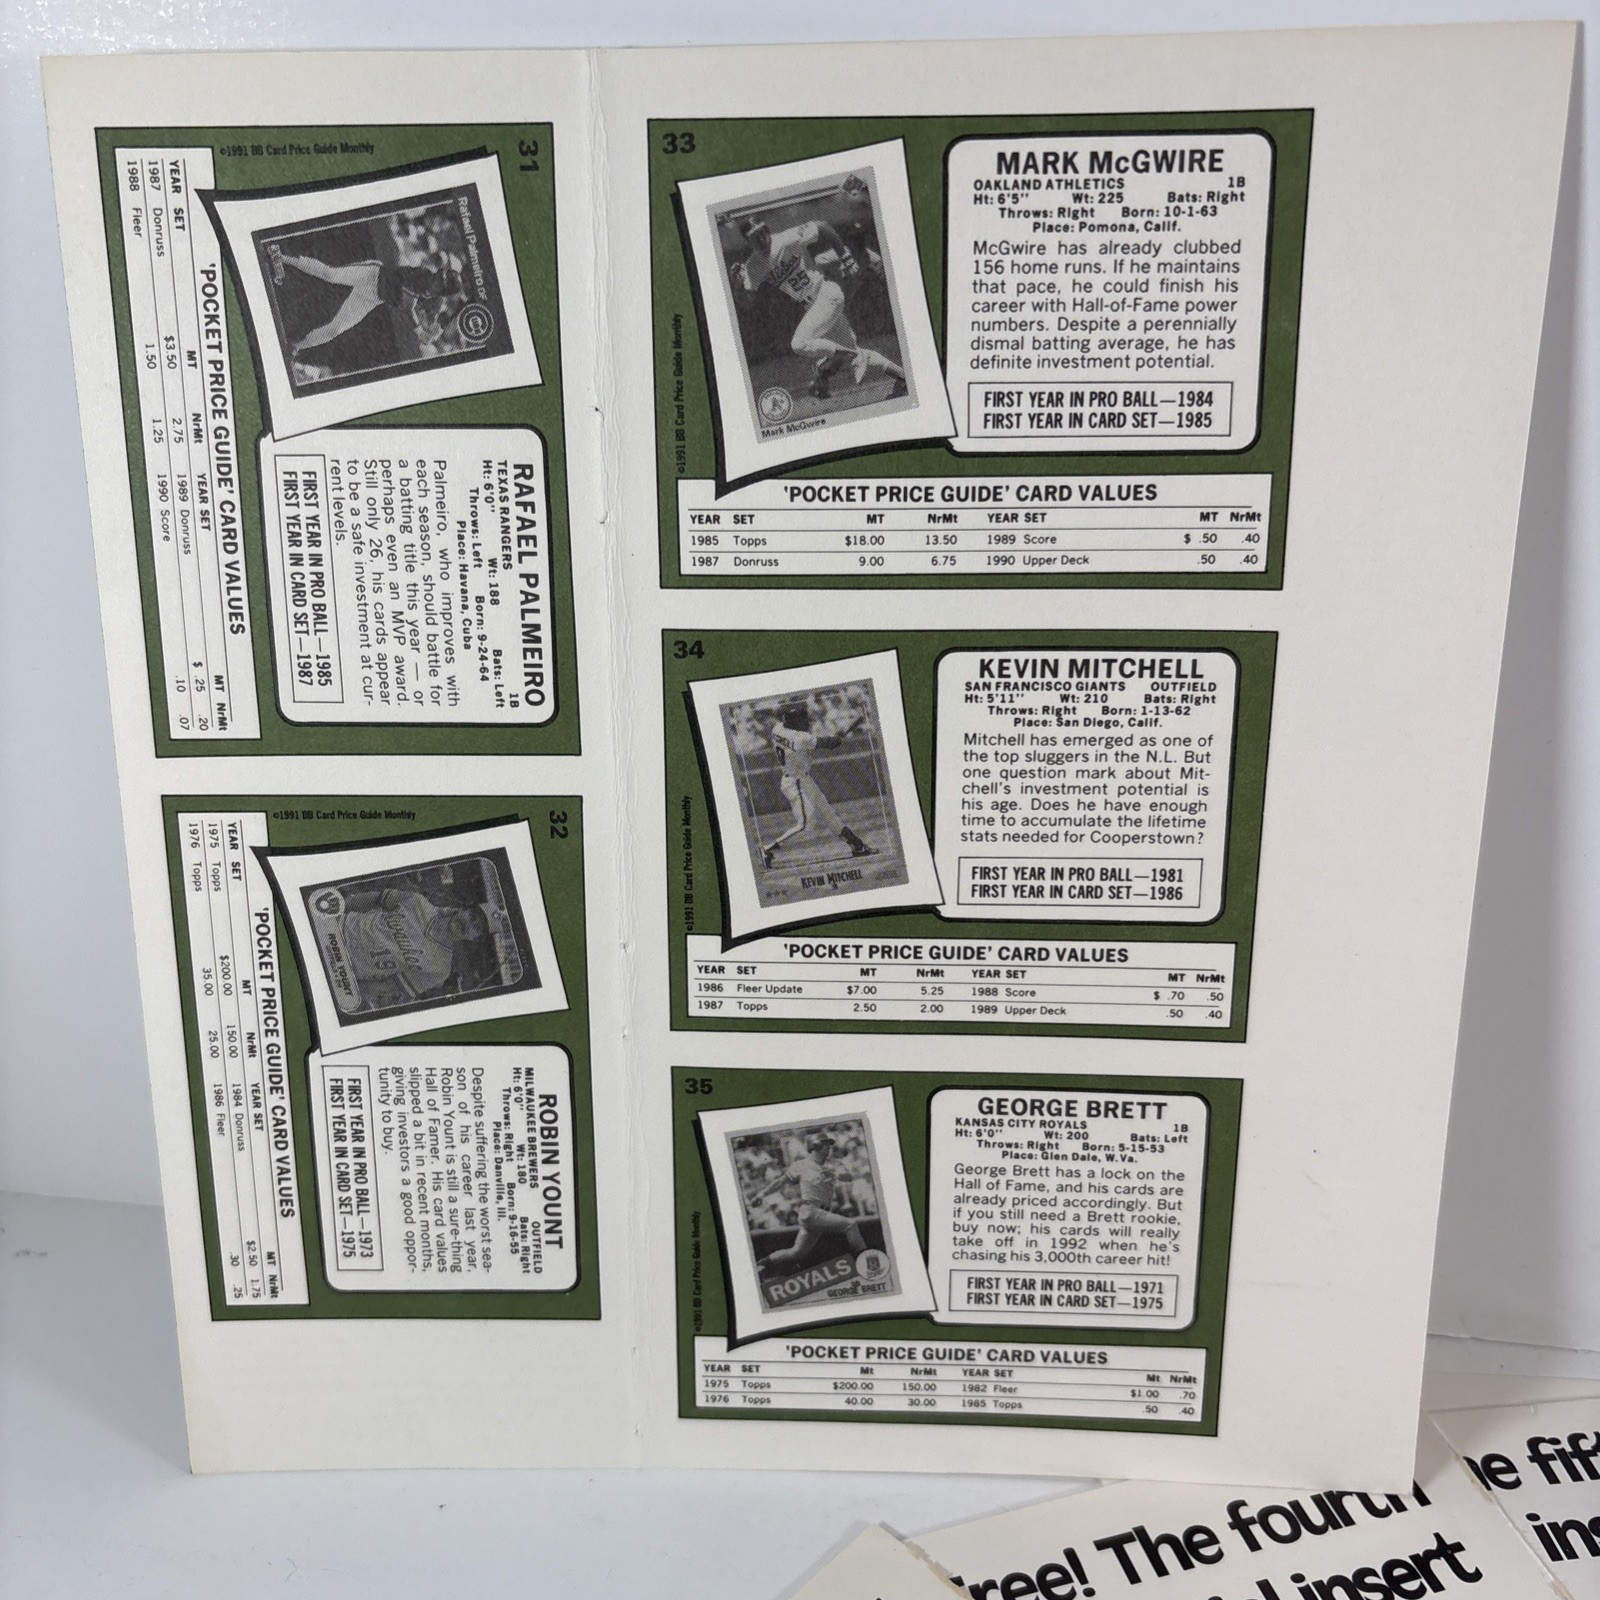 31
©1991 BB Card Price Guide Monthly
Rafael Palmeiro OF
RAFAEL PALMEIRO
TEXAS RANGERS 1B
Ht: 6'0" Wt: 188 Bats: Left
Throws: Left Born: 9-24-64
Place: Havana, Cuba
Palmeiro, who improves with
each season, should battle for
a batting title this year — or
perhaps even an MVP award.
Still only 26, his cards appear
to be a safe investment at cur-
rent levels.
FIRST YEAR IN PRO BALL—1985
FIRST YEAR IN CARD SET—1987
'POCKET PRICE GUIDE' CARD VALUES
YEAR SET MT NrMt YEAR SET MT NrMt
1987 Donruss $3.50 2.75 1989 Donruss $ .25 .20
1988 Fleer 1.50 1.25 1990 Score .10 .07
32
©1991 BB Card Price Guide Monthly
ROBIN YOUNT
ROBIN YOUNT
MILWAUKEE BREWERS OUTFIELD
Ht: 6'0" Wt: 180 Bats: Right
Throws: Right Born: 9-16-55
Place: Danville, Ill.
Despite suffering the worst sea-
son of his career last year,
Robin Yount is still a sure-thing
Hall of Famer. His card values
slipped a bit in recent months,
giving investors a good oppor-
tunity to buy.
FIRST YEAR IN PRO BALL—1973
FIRST YEAR IN CARD SET—1975
'POCKET PRICE GUIDE' CARD VALUES
YEAR SET MT NrMt YEAR SET MT NrMt
1975 Topps $200.00 150.00 1984 Donruss $2.50 1.75
1976 Topps 35.00 25.00 1986 Fleer .30 .25
33
©1991 BB Card Price Guide Monthly
Mark McGwire
MARK McGWIRE
OAKLAND ATHLETICS 1B
Ht: 6'5" Wt: 225 Bats: Right
Throws: Right Born: 10-1-63
Place: Pomona, Calif.
McGwire has already clubbed
156 home runs. If he maintains
that pace, he could finish his
career with Hall-of-Fame power
numbers. Despite a perennially
dismal batting average, he has
definite investment potential.
FIRST YEAR IN PRO BALL—1984
FIRST YEAR IN CARD SET—1985
'POCKET PRICE GUIDE' CARD VALUES
YEAR SET MT NrMt YEAR SET MT NrMt
1985 Topps $18.00 13.50 1989 Score $ .50 .40
1987 Donruss 9.00 6.75 1990 Upper Deck .50 .40
34
©1991 BB Card Price Guide Monthly
KEVIN MITCHELL
KEVIN MITCHELL
SAN FRANCISCO GIANTS OUTFIELD
Ht: 5'11" Wt: 210 Bats: Right
Throws: Right Born: 1-13-62
Place: San Diego, Calif.
Mitchell has emerged as one of
the top sluggers in the N.L. But
one question mark about Mit-
chell's investment potential is
his age. Does he have enough
time to accumulate the lifetime
stats needed for Cooperstown?
FIRST YEAR IN PRO BALL—1981
FIRST YEAR IN CARD SET—1986
'POCKET PRICE GUIDE' CARD VALUES
YEAR SET MT NrMt YEAR SET MT NrMt
1986 Fleer Update $7.00 5.25 1988 Score $ .70 .50
1987 Topps 2.50 2.00 1989 Upper Deck .50 .40
35
©1991 BB Card Price Guide Monthly
ROYALS
GEORGE BRETT
GEORGE BRETT
KANSAS CITY ROYALS 1B
Ht: 6'0" Wt: 200 Bats: Left
Throws: Right Born: 5-15-53
Place: Glen Dale, W.Va.
George Brett has a lock on the
Hall of Fame, and his cards are
already priced accordingly. But
if you still need a Brett rookie,
buy now; his cards will really
take off in 1992 when he's
chasing his 3,000th career hit!
FIRST YEAR IN PRO BALL—1971
FIRST YEAR IN CARD SET—1975
'POCKET PRICE GUIDE' CARD VALUES
YEAR SET Mt NrMt YEAR SET Mt NrMt
1975 Topps $200.00 150.00 1982 Fleer $1.00 .70
1976 Topps 40.00 30.00 1985 Topps .50 .40
ree! The fourth
insert